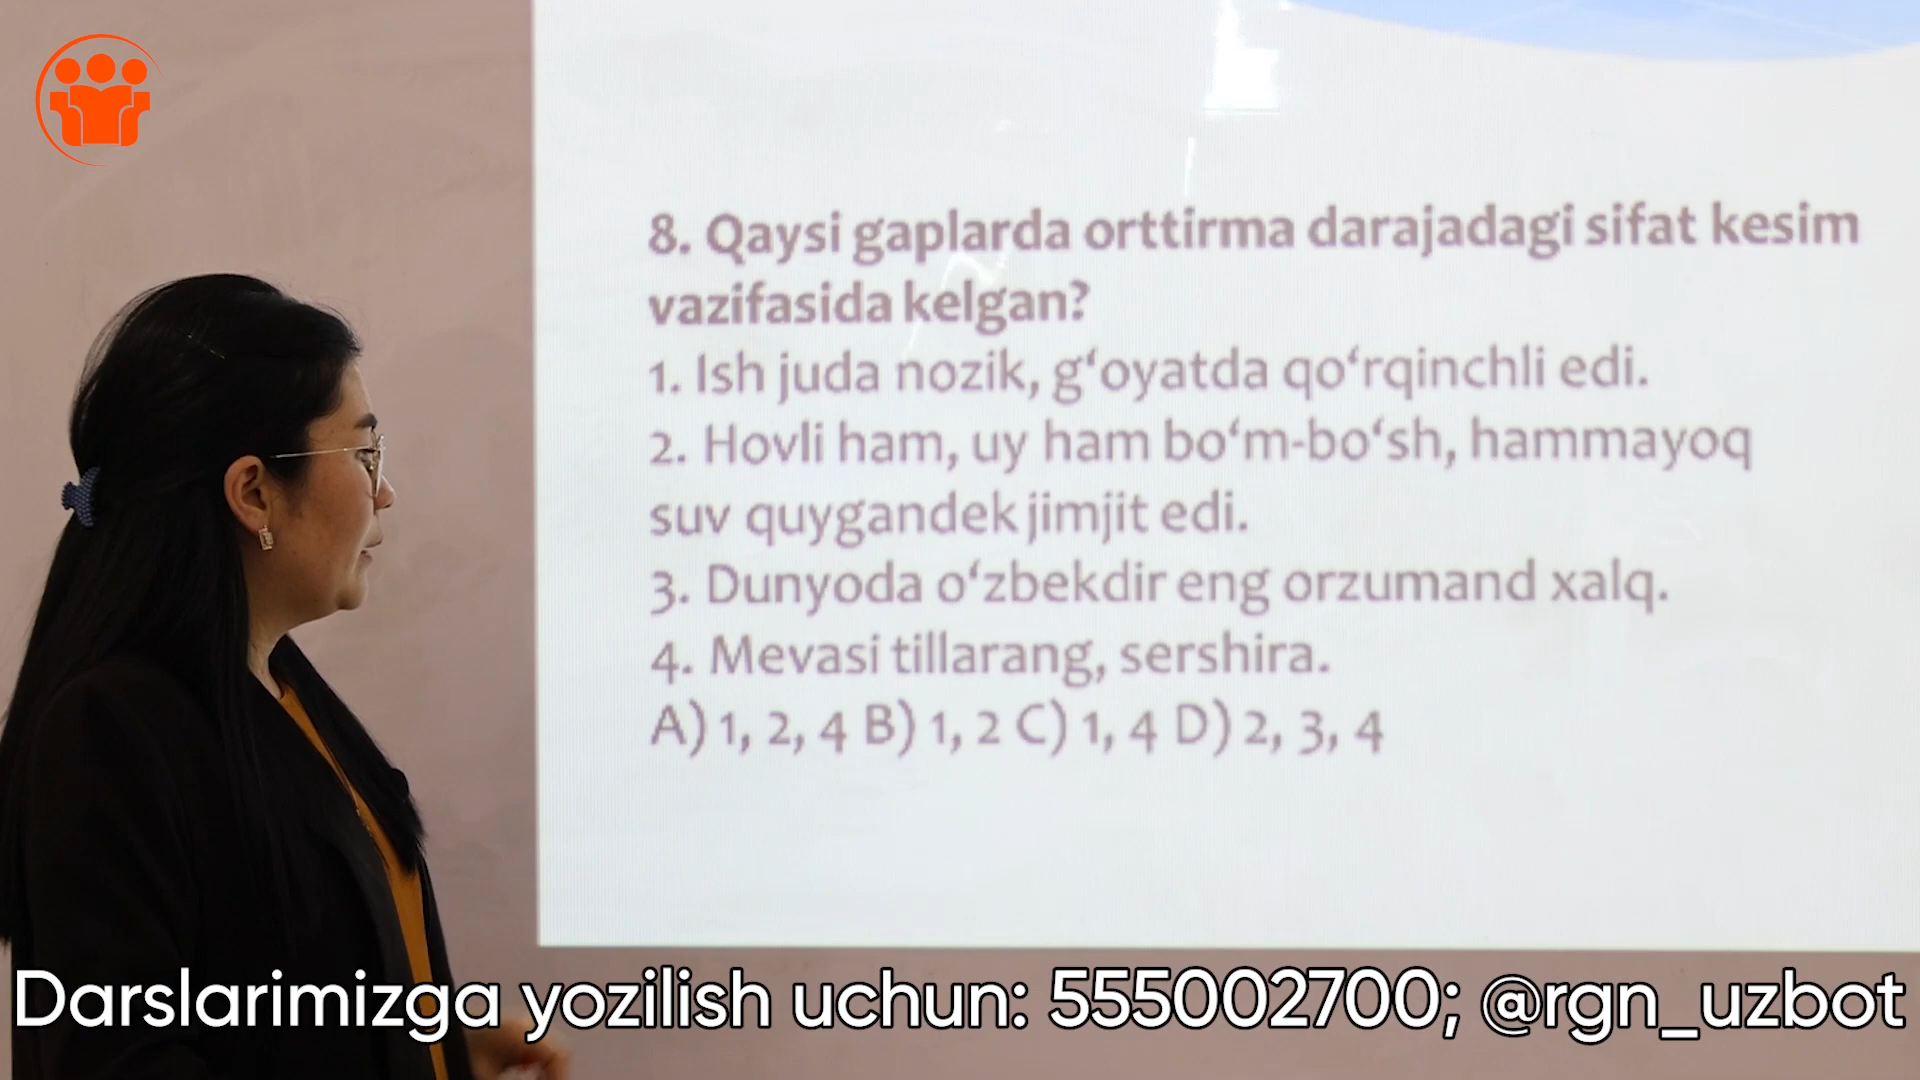 8. Qaysi gaplarda orttirma darajadagi sifat kesim
vazifasida kelgan?
1. Ish juda nozik, g‘oyatda qo‘rqinchli edi.
2. Hovli ham, uy ham bo‘m-bo‘sh, hammayoq
suv quygandek jimjit edi.
3. Dunyoda o‘zbekdir eng orzumand xalq.
4. Mevasi tillarang, sershira.
A) 1, 2, 4 B) 1, 2 C) 1, 4 D) 2, 3, 4
Darslarimizga yozilish uchun: 555002700; @rgn_uzbot